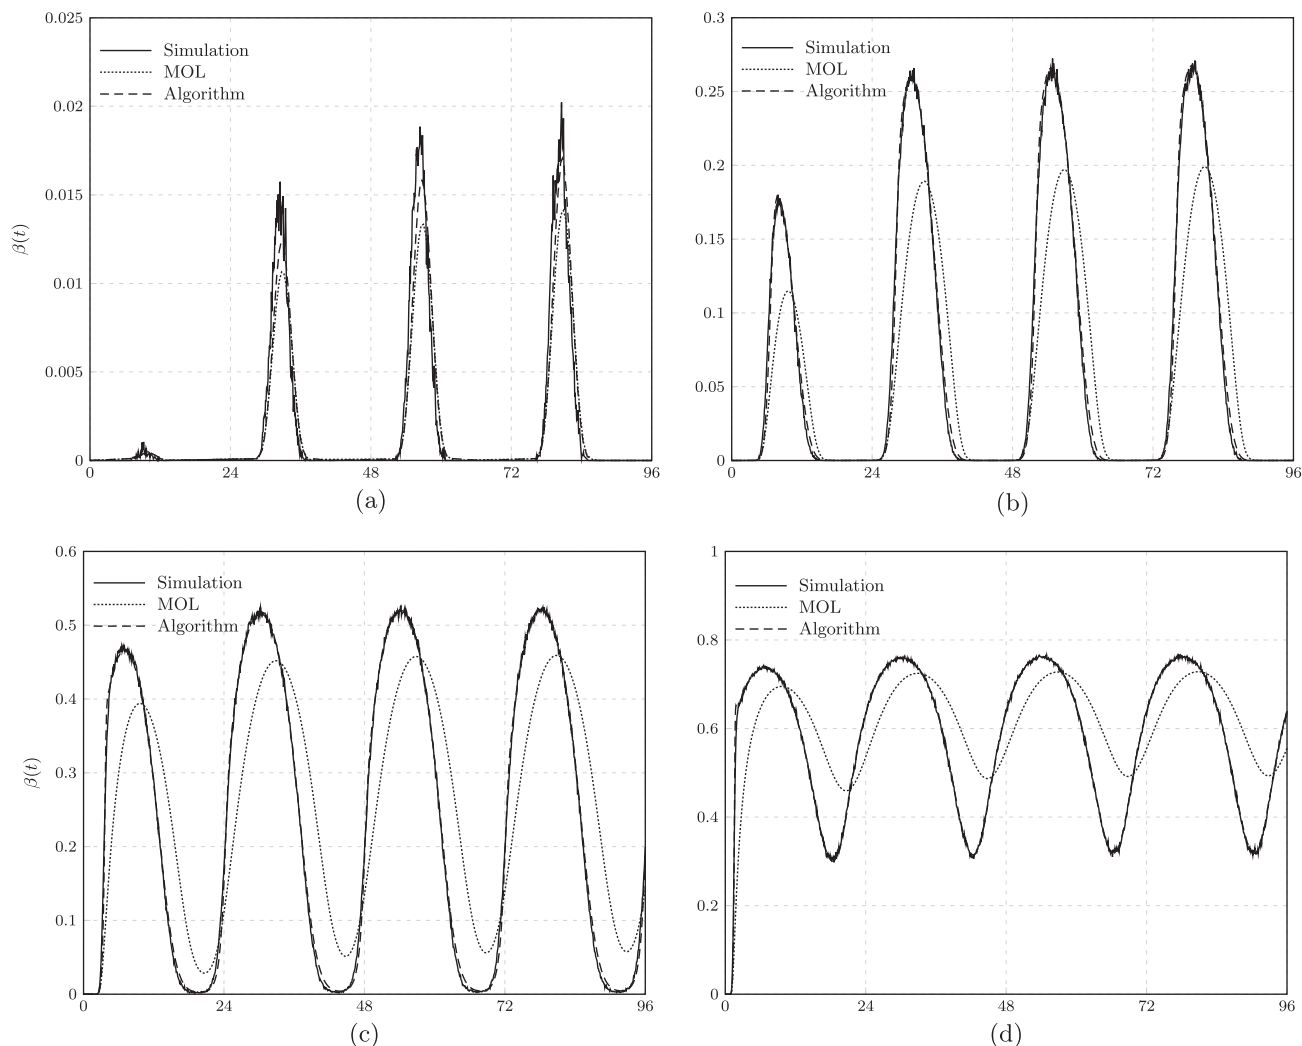 0.025
Simulation
MOL
Algorithm
0.02
0.015
β(t)
0.01
0.005
0
0 24 48 72 96
(a)
0.3
Simulation
MOL
Algorithm
0.25
0.2
0.15
0.1
0.05
0
0 24 48 72 96
(b)
0.6
Simulation
MOL
Algorithm
0.5
0.4
0.3
β(t)
0.2
0.1
0
0 24 48 72 96
(c)
1
Simulation
MOL
Algorithm
0.8
0.6
0.4
0.2
0
0 24 48 72 96
(d)